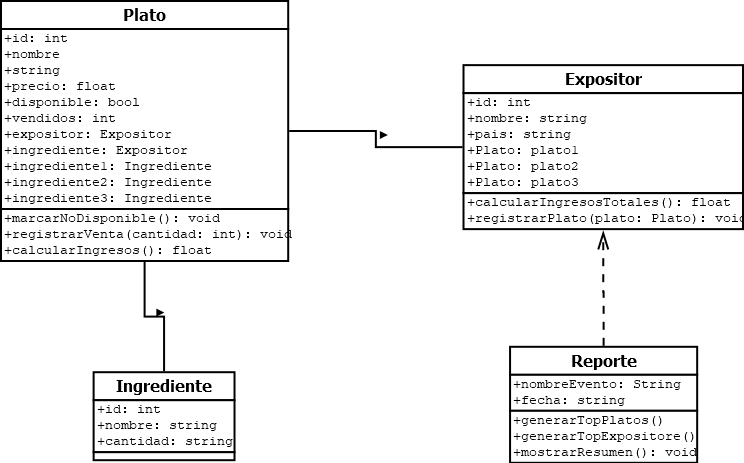 Plato
+id: int
+nombre
+string
+precio: float
+disponible: bool
+vendidos: int
+expositor: Expositor
+ingrediente: Expositor
+ingrediente1: Ingrediente
+ingrediente2: Ingrediente
+ingrediente3: Ingrediente
+marcarNoDisponible(): void
+registrarVenta(cantidad: int): void
+calcularIngresos(): float
Expositor
+id: int
+nombre: string
+pais: string
+Plato: plato1
+Plato: plato2
+Plato: plato3
+calcularIngresosTotales(): float
+registrarPlato(plato: Plato): void
Ingrediente
+id: int
+nombre: string
+cantidad: string
Reporte
+nombreEvento: String
+fecha: string
+generarTopPlatos()
+generarTopExpositore()
+mostrarResumen(): void